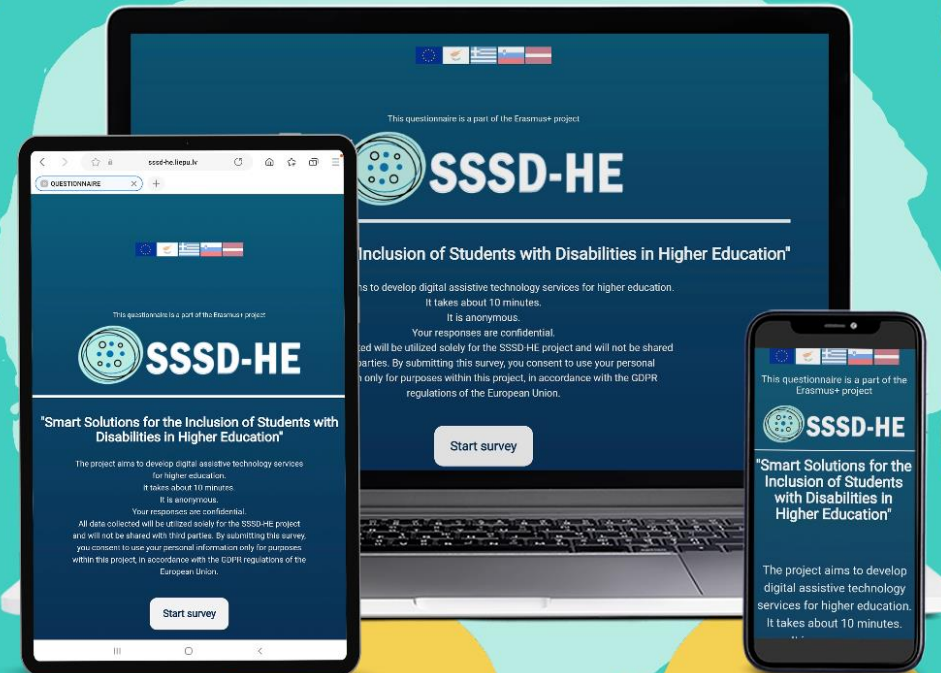 This questionnaire is a part of the Erasmus+ project
SSSD-HE
Inclusion of Students with Disabilities in Higher Education"
to develop digital assistive technology services for higher education.
It takes about 10 minutes.
It is anonymous.
Your responses are confidential.
will be utilized solely for the SSSD-HE project and will not be shared
parties. By submitting this survey, you consent to use your personal
only for purposes within this project, in accordance with the GDPR
regulations of the European Union.
Start survey
sssd-he.liepu.lv
QUESTIONNAIRE
This questionnaire is a part of the Erasmus+ project
SSSD-HE
"Smart Solutions for the Inclusion of Students with
Disabilities in Higher Education"
The project aims to develop digital assistive technology services
for higher education.
It takes about 10 minutes.
It is anonymous.
Your responses are confidential.
All data collected will be utilized solely for the SSSD-HE project
and will not be shared with third parties. By submitting this survey,
you consent to use your personal information only for purposes
within this project, in accordance with the GDPR regulations of the
European Union.
Start survey
This questionnaire is a part of the
Erasmus+ project
SSSD-HE
"Smart Solutions for the
Inclusion of Students
with Disabilities in
Higher Education"
The project aims to develop
digital assistive technology
services for higher education.
It takes about 10 minutes.